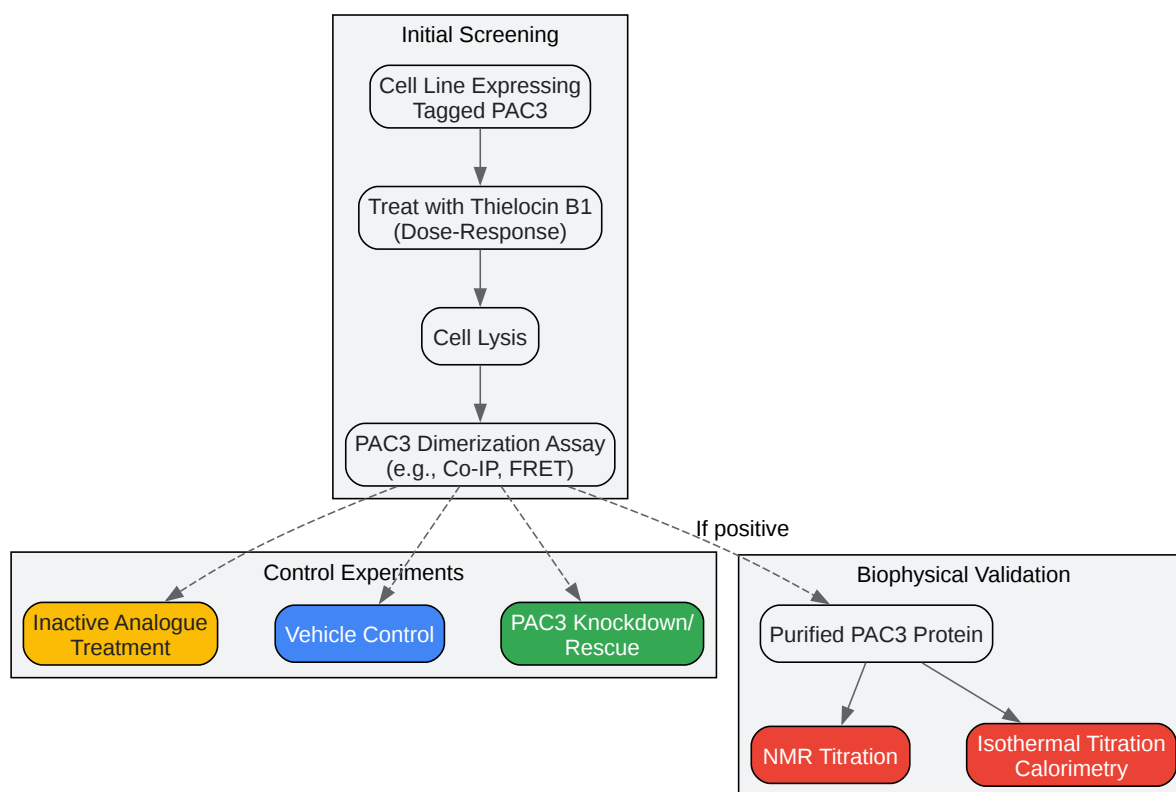 Initial Screening
Cell Line Expressing
Tagged PAC3
Treat with Thielocin B1
(Dose-Response)
Cell Lysis
PAC3 Dimerization Assay
(e.g., Co-IP, FRET)
If positive
Control Experiments
Inactive Analogue
Treatment
Vehicle Control
PAC3 Knockdown/
Rescue
Biophysical Validation
Purified PAC3 Protein
NMR Titration
Isothermal Titration
Calorimetry